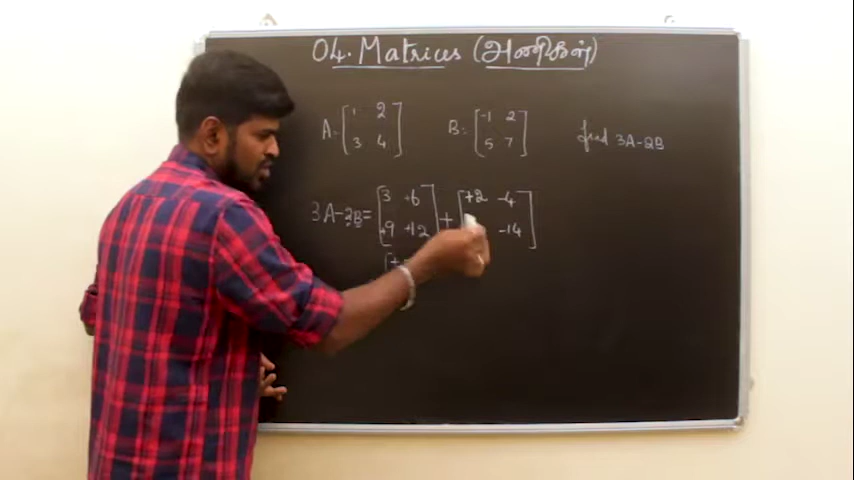 04. Matrices (அணிகள்)
A= [1 2
3 4] B= [-1 2
5 7] find 3A-2B
3A-2B= [3 +6
+9 +12] + [+2 -4
-14]
[+